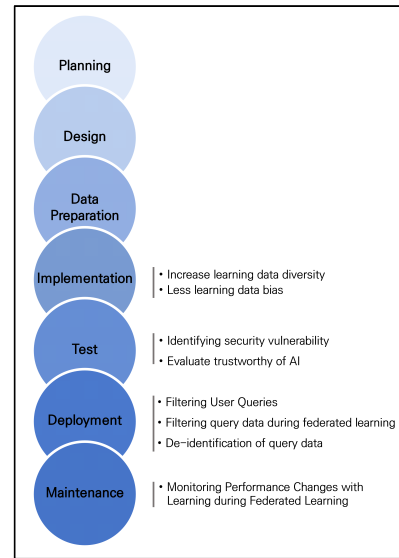 Planning
Design
Data
Preparation
Implementation
• Increase learning data diversity
• Less learning data bias
Test
• Identifying security vulnerability
• Evaluate trustworthy of AI
Deployment
• Filtering User Queries
• Filtering query data during federated learning
• De-identification of query data
Maintenance
• Monitoring Performance Changes with
Learning during Federated Learning